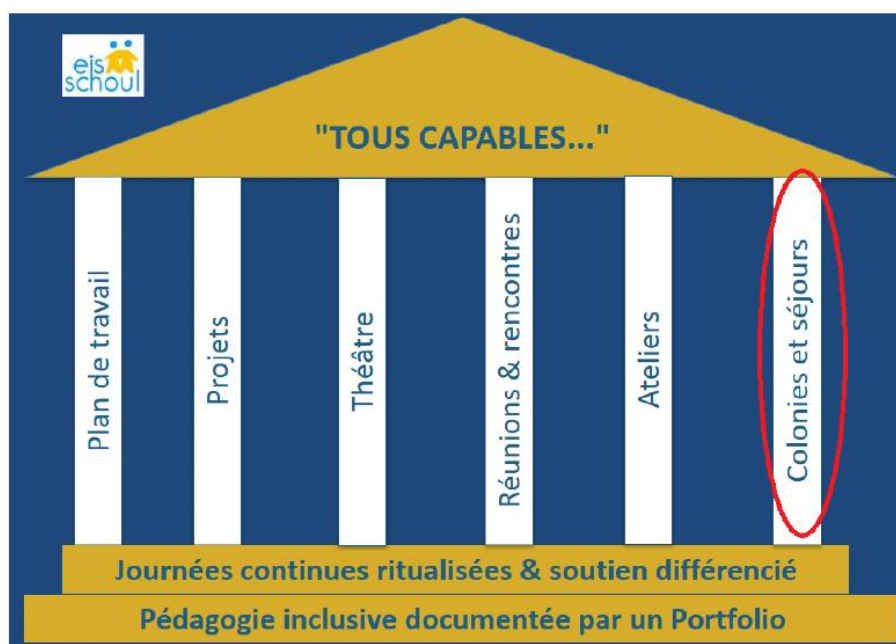 eis
schoul
"TOUS CAPABLES..."
Plan de travail
Projets
Théâtre
Réunions & rencontres
Ateliers
Colonies et séjours
Journées continues ritualisées & soutien différencié
Pédagogie inclusive documentée par un Portfolio